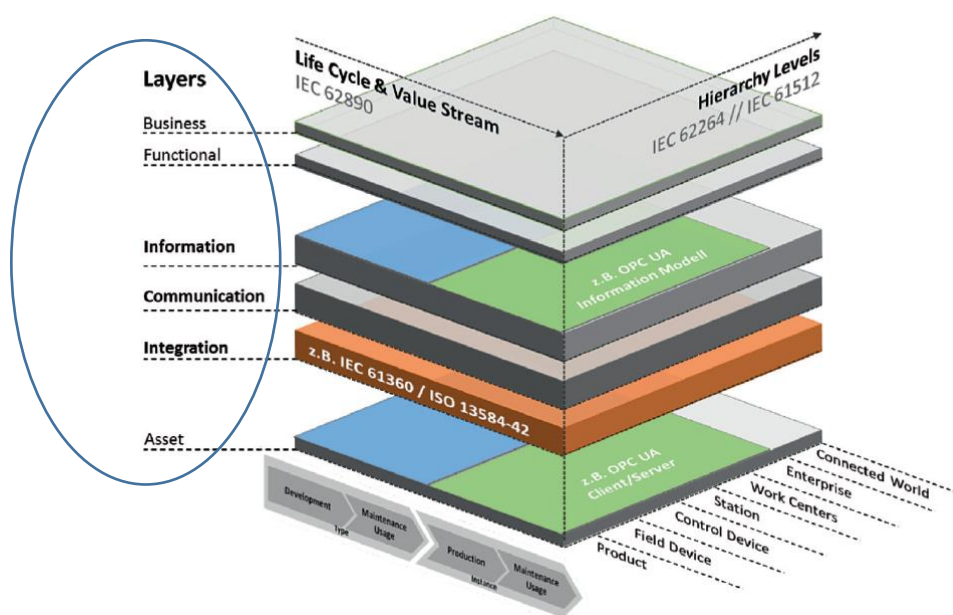 Life Cycle & Value Stream
IEC 62890
Hierarchy Levels
IEC 62264 // IEC 61512
Layers
Business
Functional
Information
Communication
Integration
Asset
z.B. OPC UA
Information Modell
z.B. IEC 61360 / ISO 13584-42
z.B. OPC UA
Client/Server
Development
Maintenance
Usage
Type
Production
Maintenance
Usage
Instance
Connected World
Enterprise
Work Centers
Station
Control Device
Field Device
Product